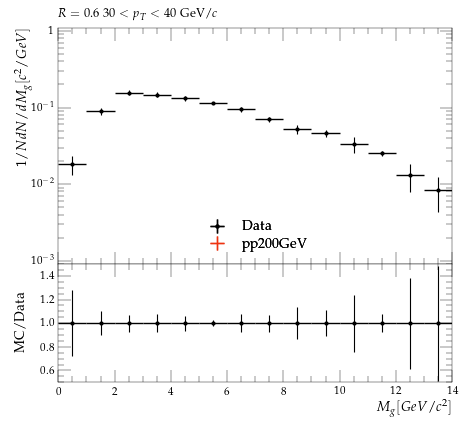 R = 0.6 30 < p_T < 40 GeV/c
1/N dN/dM_g [c^2/GeV]
1
10^−1
10^−2
10^−3
Data
pp200GeV
MC/Data
1.4
1.2
1.0
0.8
0.6
0 2 4 6 8 10 12 14
M_g [GeV/c^2]